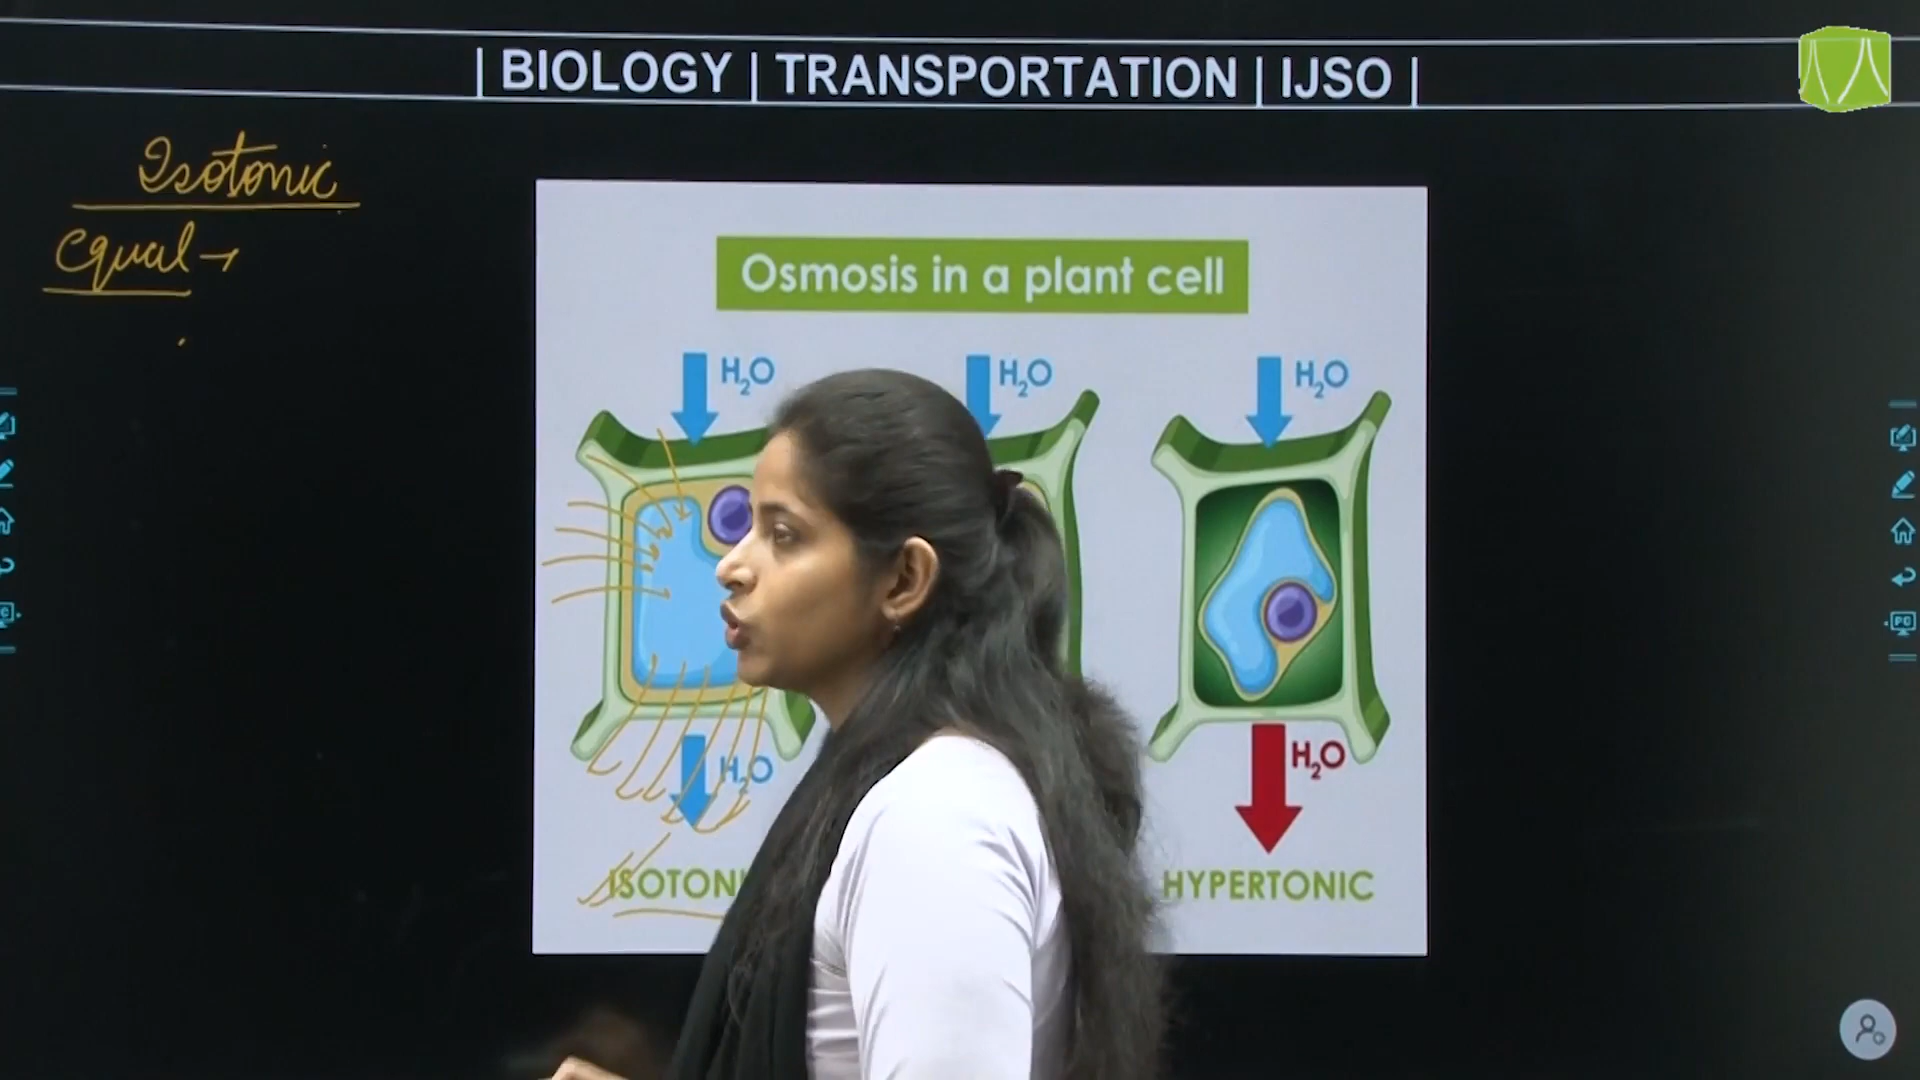 | BIOLOGY | TRANSPORTATION | IJSO |
Isotonic
equal →
Osmosis in a plant cell
H₂O H₂O H₂O
H₂O H₂O
HYPERTONIC